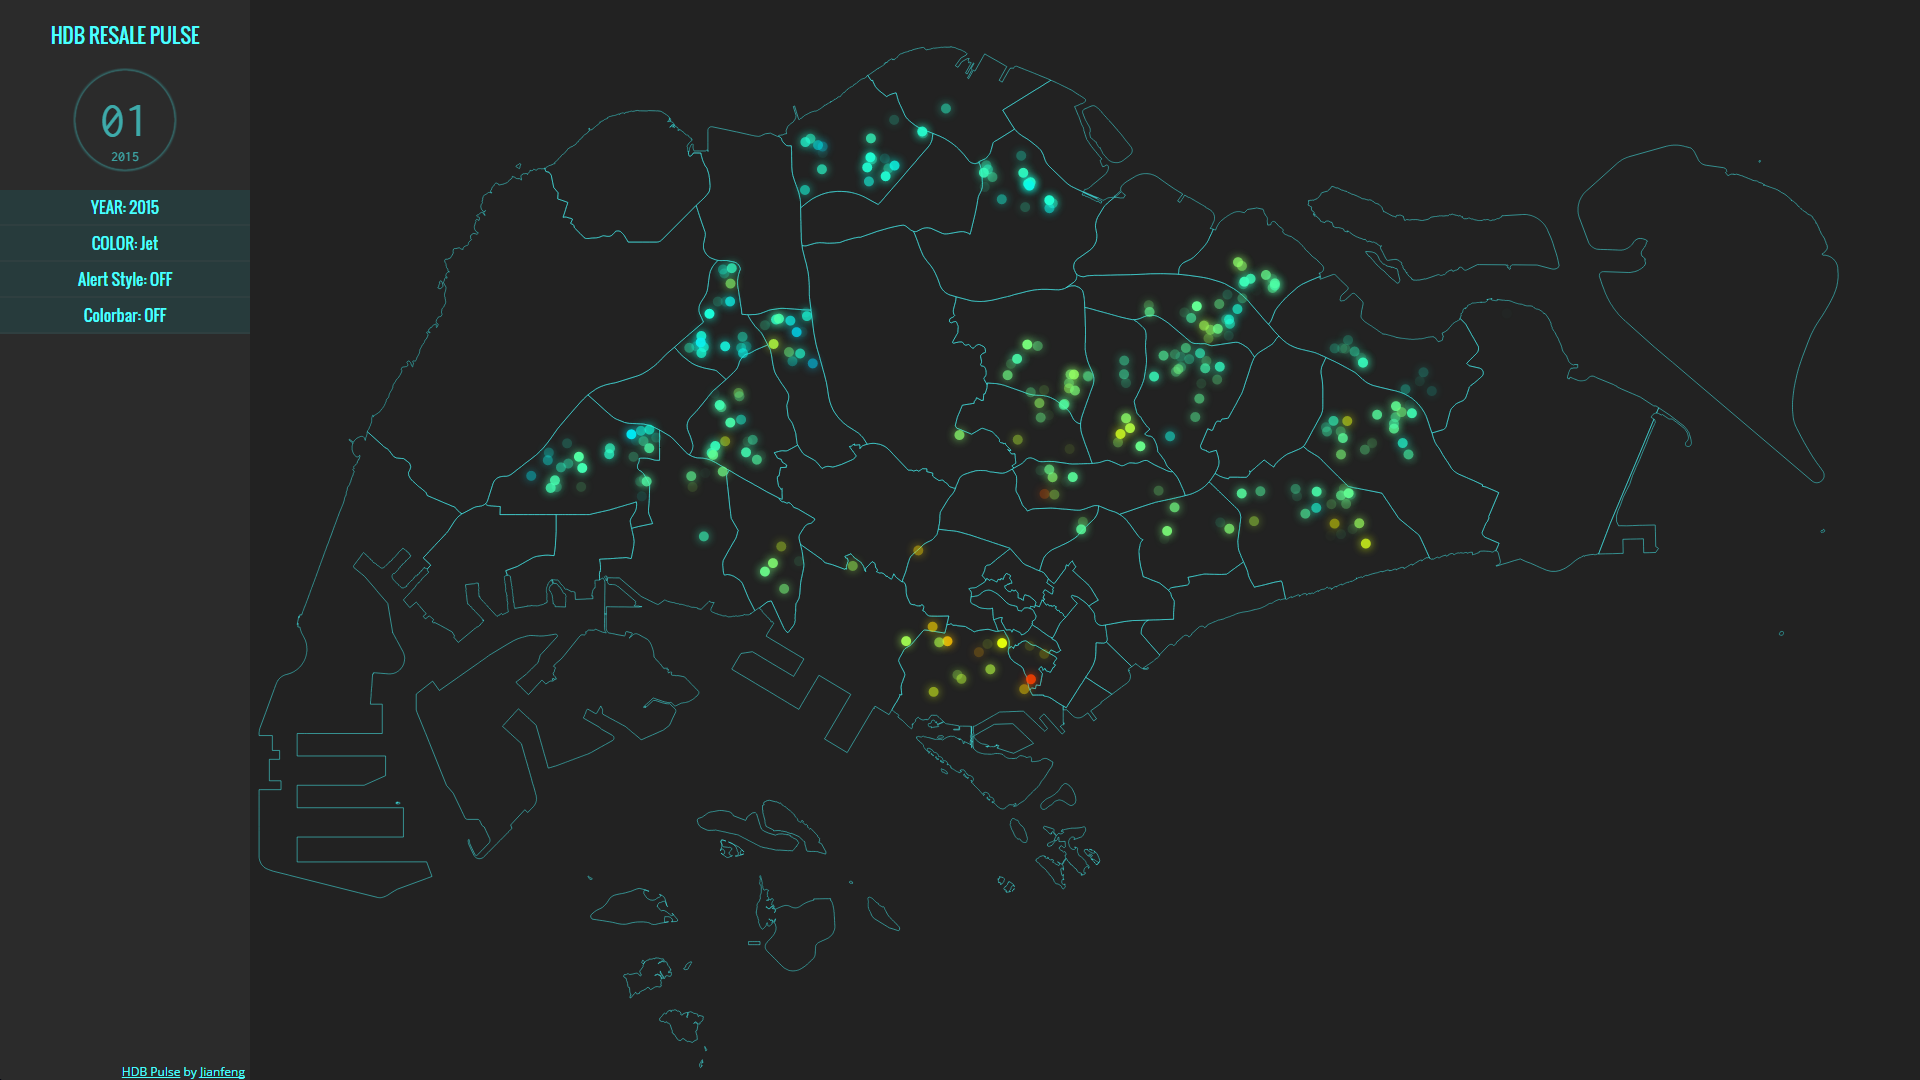 HDB RESALE PULSE
01
2015
YEAR: 2015
COLOR: Jet
Alert Style: OFF
Colorbar: OFF
HDB Pulse by Jianfeng